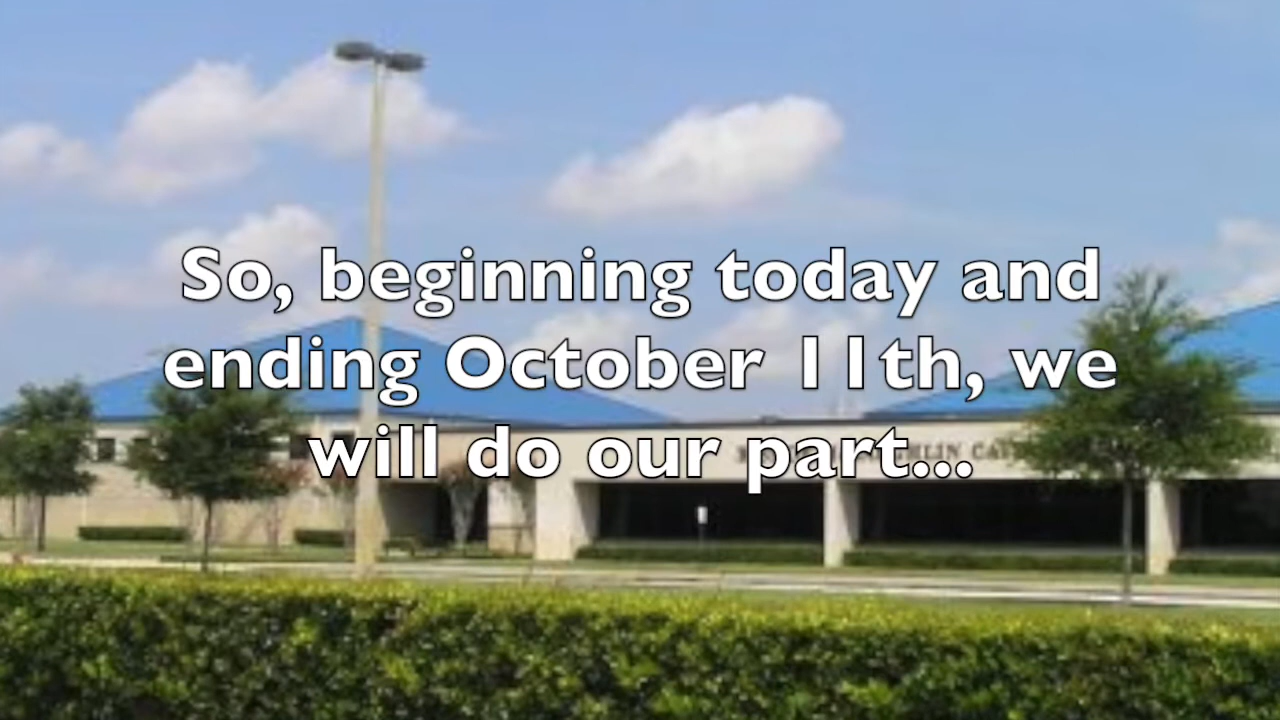 So, beginning today and
ending October 11th, we
will do our part...